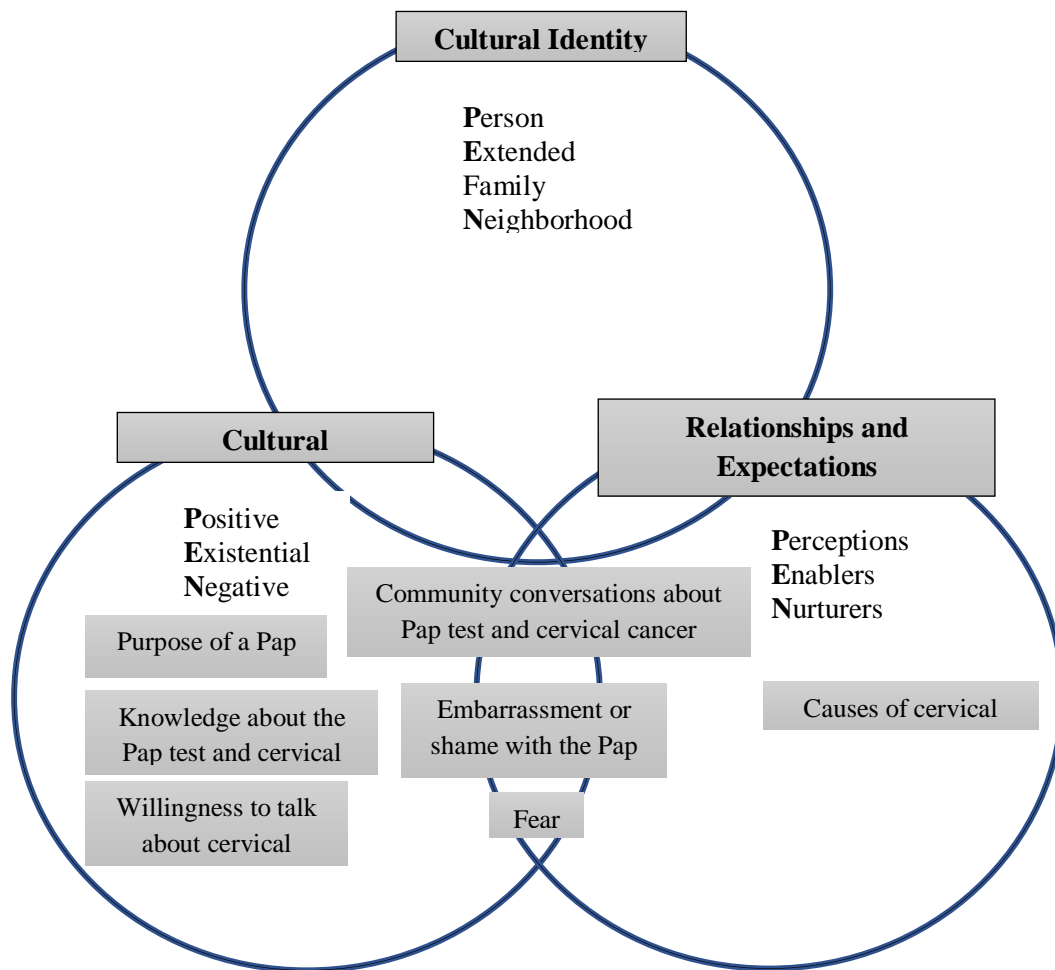 Cultural Identity
Person
Extended
Family
Neighborhood
Cultural
Relationships and
Expectations
Positive
Existential
Negative
Perceptions
Enablers
Nurturers
Community conversations about
Pap test and cervical cancer
Purpose of a Pap
Knowledge about the
Pap test and cervical
Embarrassment or
shame with the Pap
Causes of cervical
Willingness to talk
about cervical
Fear